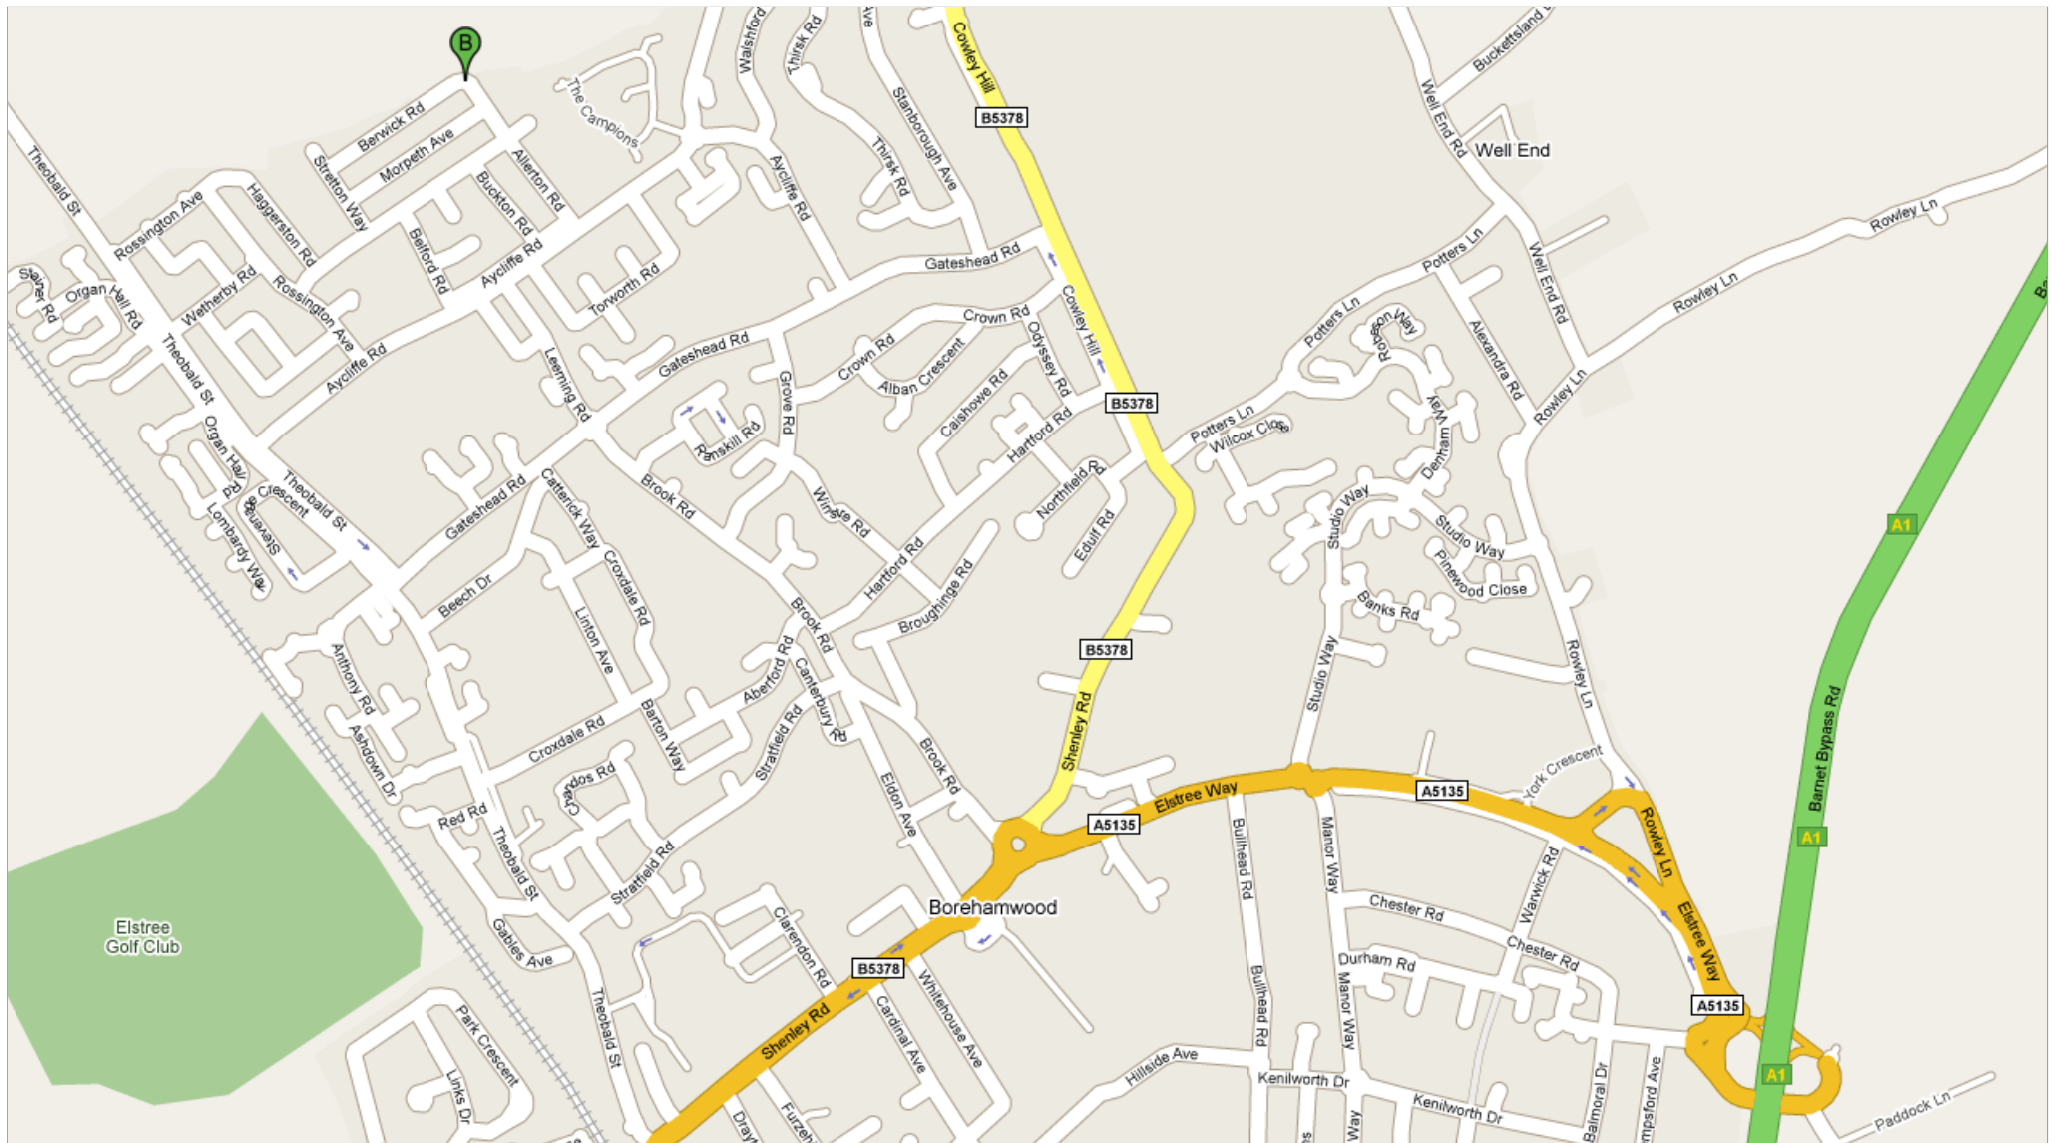 B
Berwick Rd
Morpeth Ave
Stretton Way
Allerton Rd
Buckton Rd
Belford Rd
The Campions
Walshford
Thirsk Rd
Ave
Stanborough Ave
Thirsk Rd
Aycliffe Rd
Cowley Hill
B5378
Well End Rd
Buckettsland
Well End
Theobald St
Rossington Ave
Haggerston Rd
Wetherby Rd
Rossington Ave
Aycliffe Rd
Torworth Rd
Gateshead Rd
Potters Ln
Well End Rd
Rowley Ln
Rowley Ln
Stainer Rd
Organ Hall Rd
Theobald St
Aycliffe Rd
Leeming Rd
Gateshead Rd
Crown Rd
Crown Rd
Alban Crescent
Odyssey Rd
Cowley Hill
Potters Ln
Robeson Way
Alexandra Rd
Rowley Ln
Grove Rd
Caishowe Rd
Hartford Rd
B5378
Potters Ln
Wilcox Close
Denham Way
Ranskill Rd
Organ Hall Rd
Stevenage Crescent
Lombardy Way
Theobald St
Gateshead Rd
Catterick Way
Brook Rd
Northfield Rd
Edulf Rd
Studio Way
Studio Way
Pinewood Close
Banks Rd
A1
Beech Dr
Croxdale Rd
Linton Ave
Hartford Rd
Broughinge Rd
Brook Rd
B5378
Studio Way
Rowley Ln
Anthony Rd
Ashdown Dr
Aberford Rd
Canterbury Rd
Barton Way
Croxdale Rd
Stratfield Rd
Chandos Rd
Shenley Rd
Barnet Bypass Rd
Brook Rd
Eldon Ave
Elstree Way
A5135
A5135
York Crescent
Rowley Ln
A1
Red Rd
Theobald St
Stratfield Rd
Gables Ave
Borehamwood
Bullhead Rd
Manor Way
Chester Rd
Warwick Rd
Elstree Way
Elstree
Golf Club
Clarendon Rd
B5378
Whitehouse Ave
Cardinal Ave
Shenley Rd
Theobald St
Park Crescent
Links Dr
Bullhead Rd
Durham Rd
Manor Way
Chester Rd
A5135
Hillside Ave
Kenilworth Dr
Kenilworth Dr
Balmoral Dr
A1
Paddock Ln
Way